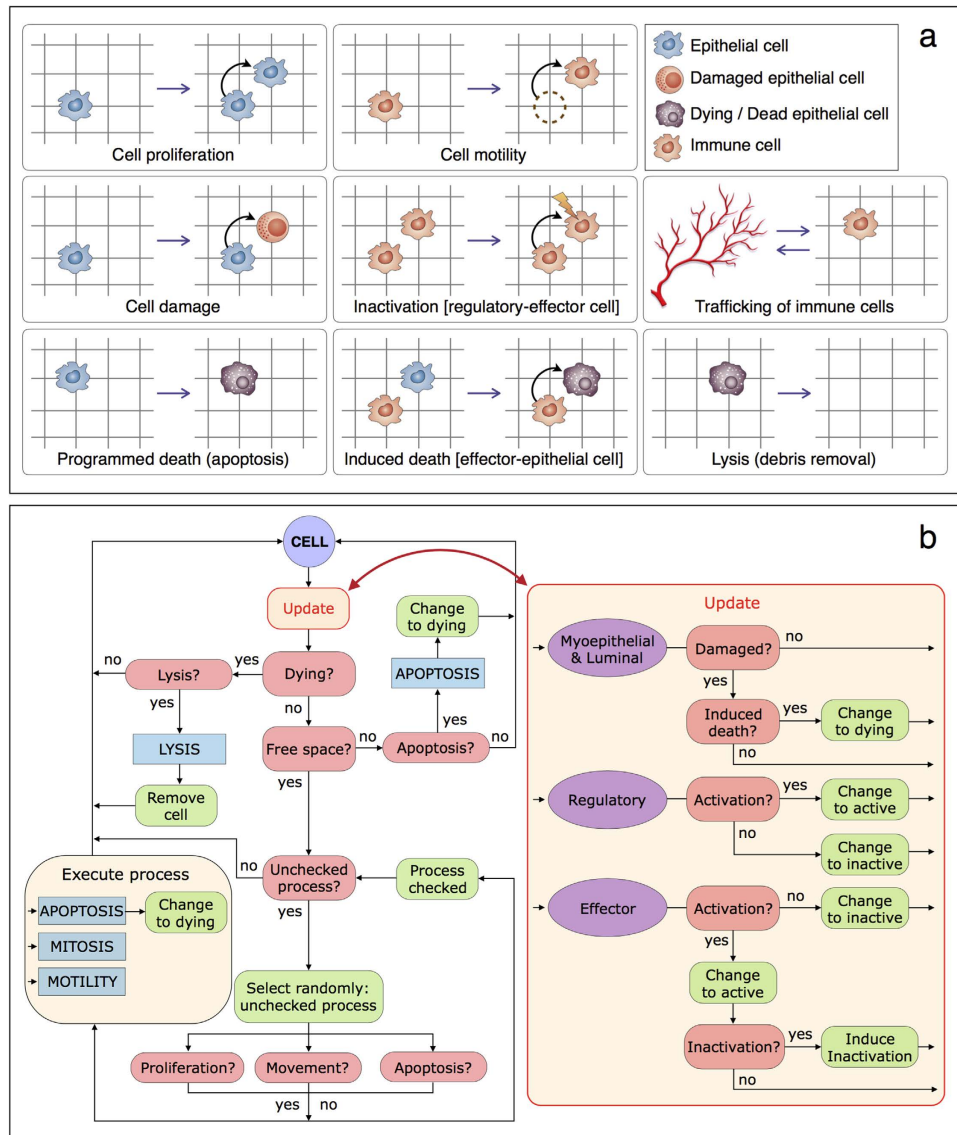 a
Epithelial cell
Damaged epithelial cell
Dying / Dead epithelial cell
Immune cell
Cell proliferation
Cell motility
Cell damage
Inactivation [regulatory-effector cell]
Trafficking of immune cells
Programmed death (apoptosis)
Induced death [effector-epithelial cell]
Lysis (debris removal)
b
CELL
Update
Dying?
yes
no
Lysis?
no
yes
LYSIS
Remove
cell
Free space?
no
yes
Apoptosis?
yes
no
APOPTOSIS
Change
to dying
Unchecked
process?
no
yes
Process
checked
Select randomly:
unchecked process
Proliferation?
Movement?
Apoptosis?
yes
no
Execute process
APOPTOSIS
Change
to dying
MITOSIS
MOTILITY
Update
Myoepithelial
& Luminal
Damaged?
no
yes
Induced
death?
yes
Change
to dying
no
Regulatory
Activation?
yes
Change
to active
no
Change
to inactive
Effector
Activation?
no
Change
to inactive
yes
Change
to active
Inactivation?
yes
Induce
Inactivation
no